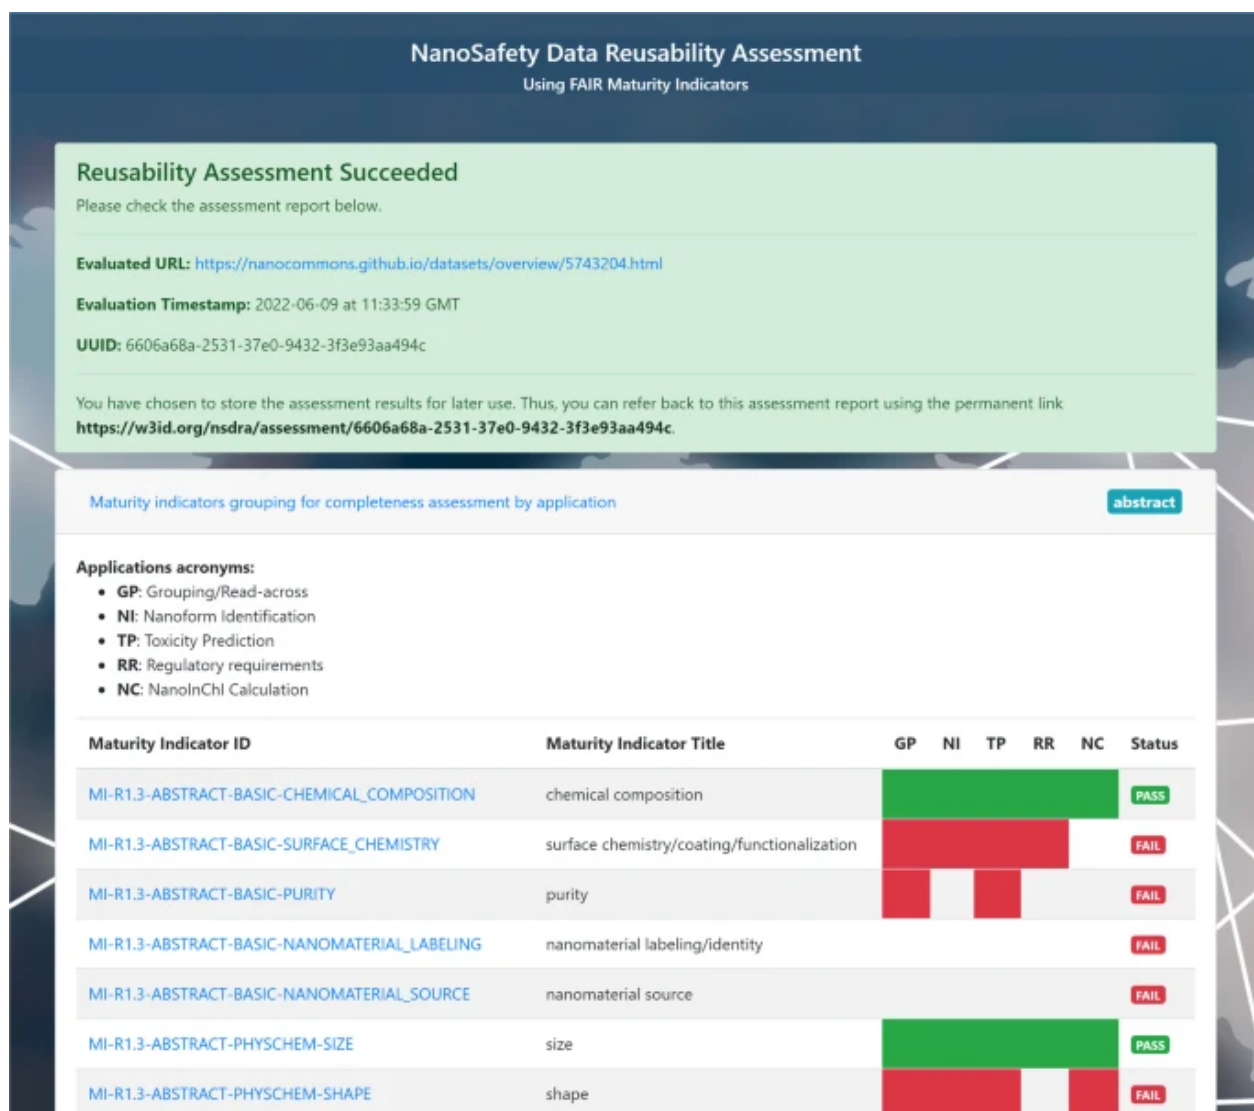 NanoSafety Data Reusability Assessment
Using FAIR Maturity Indicators
Reusability Assessment Succeeded
Please check the assessment report below.
Evaluated URL: https://nanocommons.github.io/datasets/overview/5743204.html
Evaluation Timestamp: 2022-06-09 at 11:33:59 GMT
UUID: 6606a68a-2531-37e0-9432-3f3e93aa494c
You have chosen to store the assessment results for later use. Thus, you can refer back to this assessment report using the permanent link
https://w3id.org/nsdra/assessment/6606a68a-2531-37e0-9432-3f3e93aa494c.
Maturity indicators grouping for completeness assessment by application abstract
Applications acronyms:
• GP: Grouping/Read-across
• NI: Nanoform Identification
• TP: Toxicity Prediction
• RR: Regulatory requirements
• NC: NanoInChI Calculation
Maturity Indicator ID Maturity Indicator Title GP NI TP RR NC Status
MI-R1.3-ABSTRACT-BASIC-CHEMICAL_COMPOSITION chemical composition PASS
MI-R1.3-ABSTRACT-BASIC-SURFACE_CHEMISTRY surface chemistry/coating/functionalization FAIL
MI-R1.3-ABSTRACT-BASIC-PURITY purity FAIL
MI-R1.3-ABSTRACT-BASIC-NANOMATERIAL_LABELING nanomaterial labeling/identity FAIL
MI-R1.3-ABSTRACT-BASIC-NANOMATERIAL_SOURCE nanomaterial source FAIL
MI-R1.3-ABSTRACT-PHYSCHEM-SIZE size PASS
MI-R1.3-ABSTRACT-PHYSCHEM-SHAPE shape FAIL